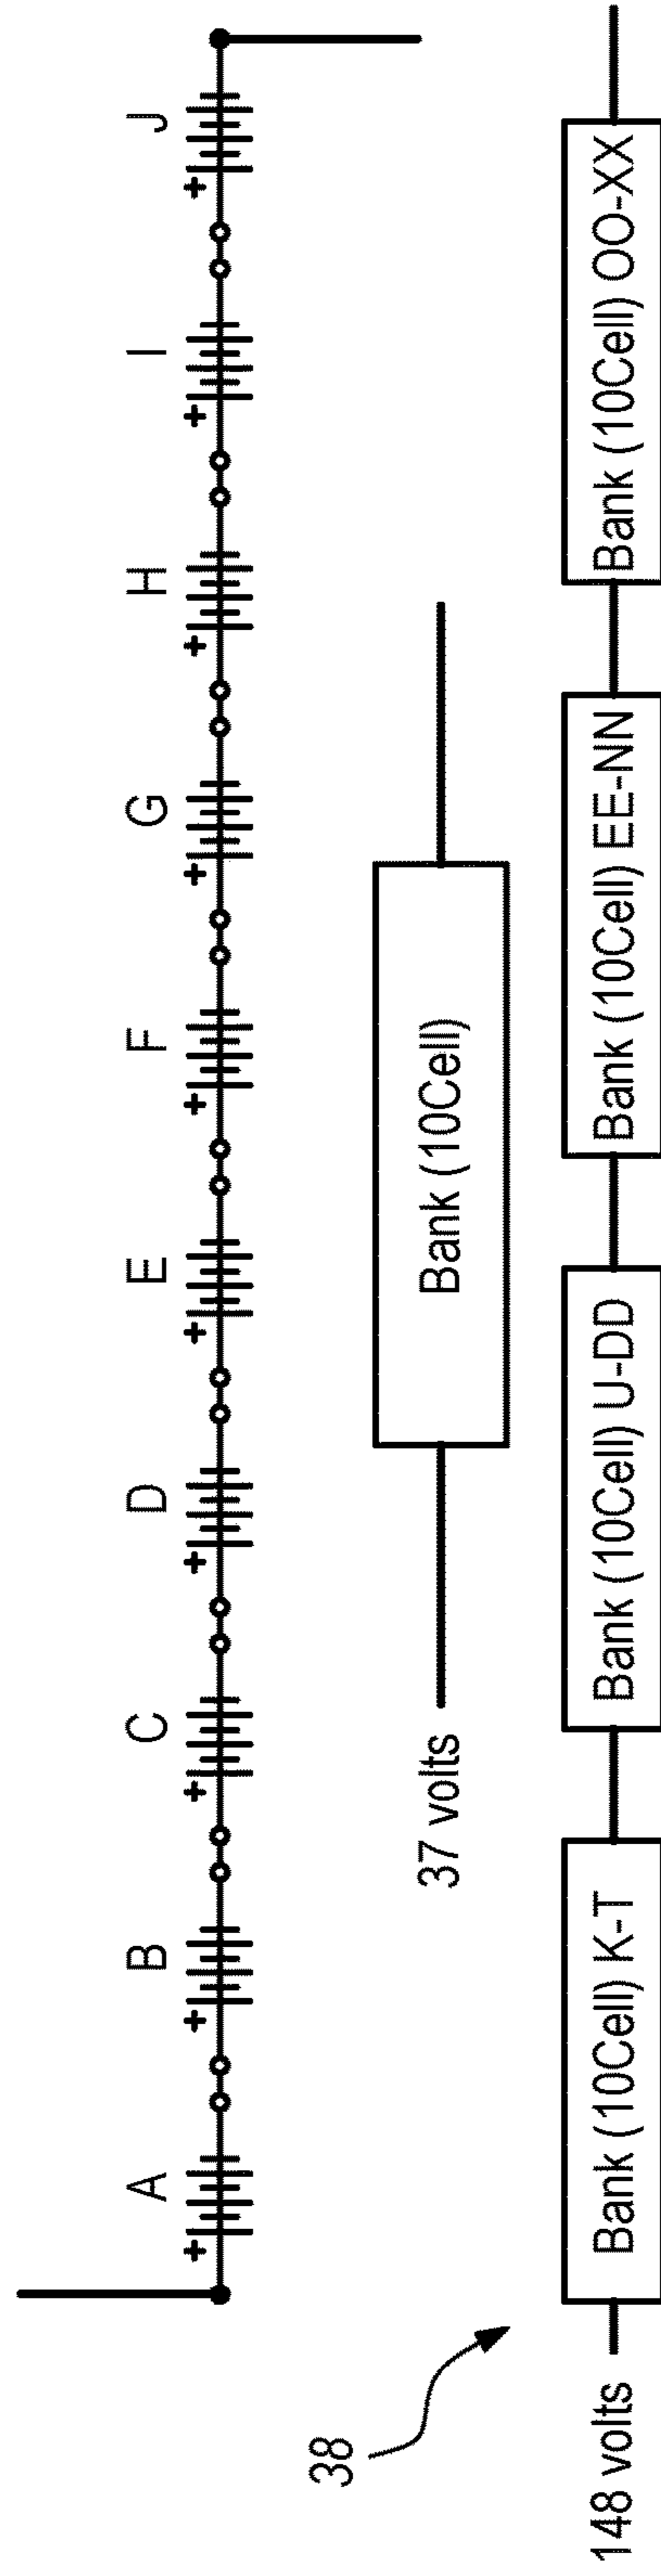 A B C D E F G H I J
+ + + + + + + + + +
37 volts
Bank (10Cell)
38
148 volts
Bank (10Cell) K-T
Bank (10Cell) U-DD
Bank (10Cell) EE-NN
Bank (10Cell) OO-XX